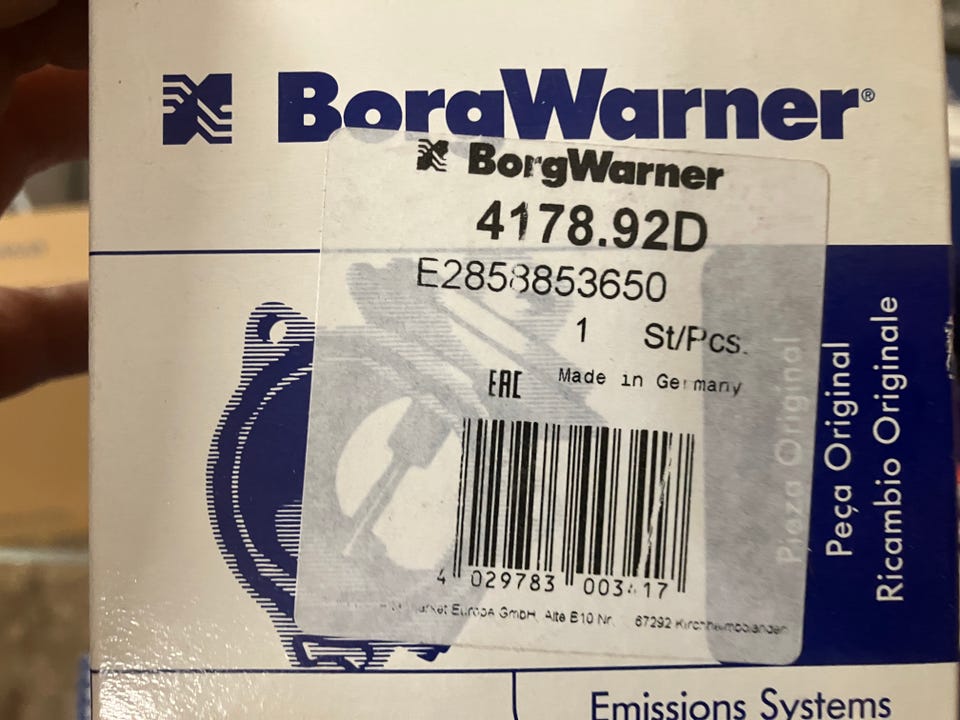 BorgWarner®
BorgWarner
4178.92D
E2858853650
1 St/Pcs.
EAC Made in Germany
4 029783
Europa GmbH, Alte B10 Nr. 67292 Kirchheimbolanden
Pieza Original
Peça Original
Ricambio Originale
Emissions Systems